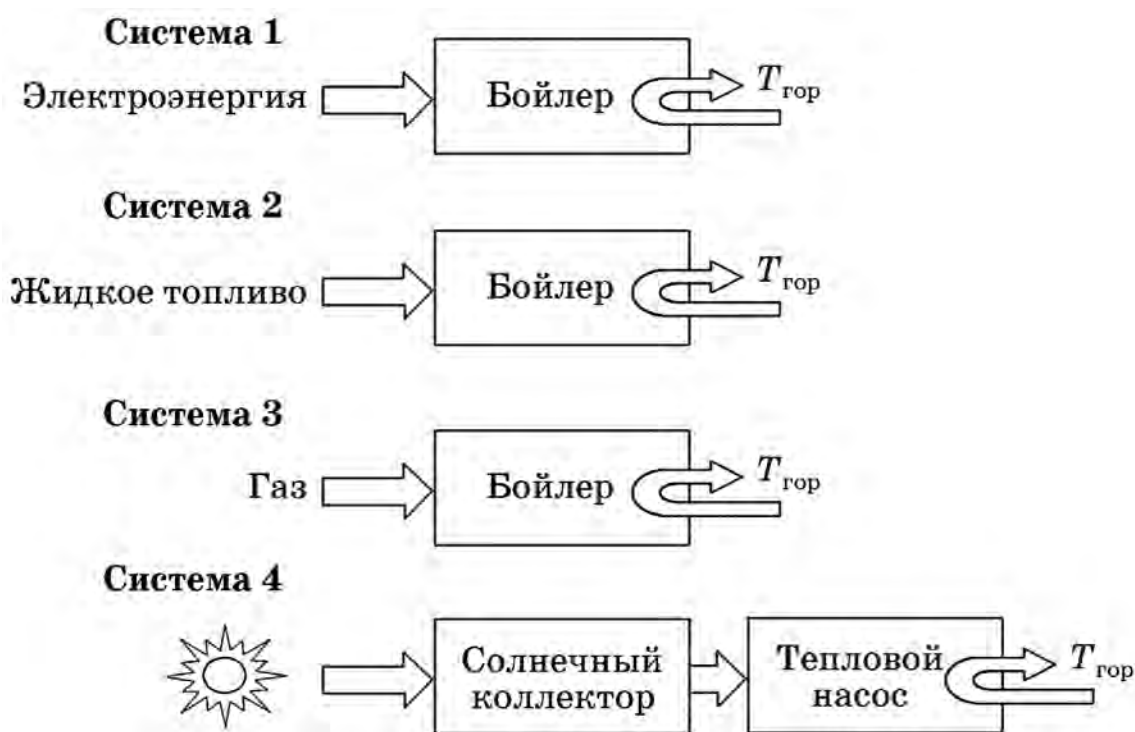 Система 1
Электроэнергия
Бойлер
Tгор
Система 2
Жидкое топливо
Бойлер
Tгор
Система 3
Газ
Бойлер
Tгор
Система 4
Солнечный
коллектор
Тепловой
насос
Tгор